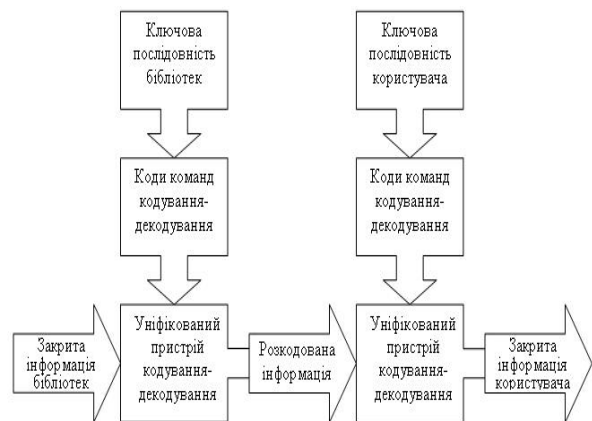 Ключова
послідовність
бібліотек
Ключова
послідовність
користувача
Коди команд
кодування-
декодування
Коди команд
кодування-
декодування
Закрита
інформація
бібліотек
Уніфікований
пристрій
кодування-
декодування
Розкодована
інформація
Уніфікований
пристрій
кодування-
декодування
Закрита
інформація
користувача